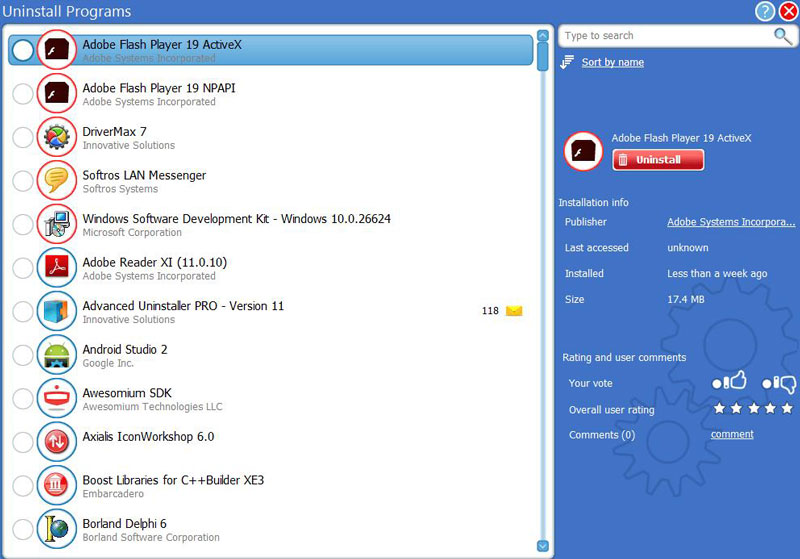 Uninstall Programs
Adobe Flash Player 19 ActiveX
Adobe Systems Incorporated
Adobe Flash Player 19 NPAPI
Adobe Systems Incorporated
DriverMax 7
Innovative Solutions
Softros LAN Messenger
Softros Systems
Windows Software Development Kit - Windows 10.0.26624
Microsoft Corporation
Adobe Reader XI (11.0.10)
Adobe Systems Incorporated
Advanced Uninstaller PRO - Version 11
Innovative Solutions
118
Android Studio 2
Google Inc.
Awesomium SDK
Awesomium Technologies LLC
Axialis IconWorkshop 6.0
Boost Libraries for C++Builder XE3
Embarcadero
Borland Delphi 6
Borland Software Corporation
Type to search
Sort by name
Adobe Flash Player 19 ActiveX
Uninstall
Installation info
Publisher Adobe Systems Incorpora...
Last accessed unknown
Installed Less than a week ago
Size 17.4 MB
Rating and user comments
Your vote
Overall user rating
Comments (0) comment